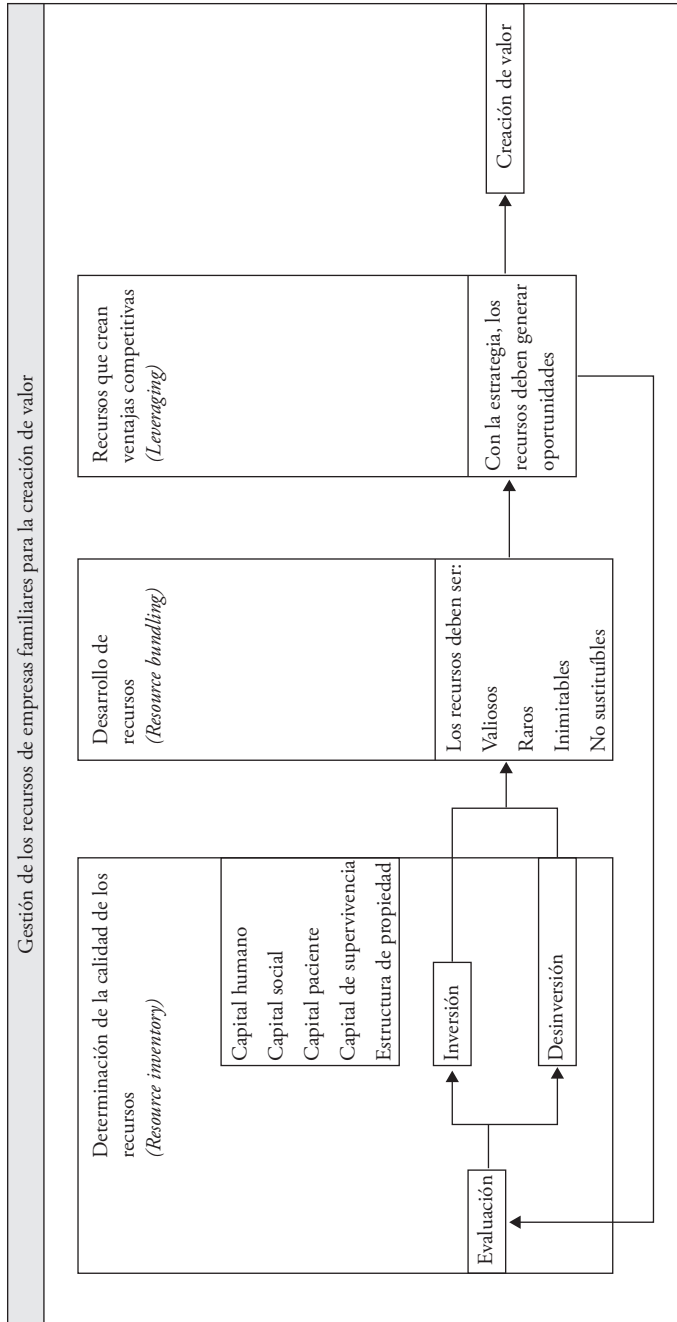 Gestión de los recursos de empresas familiares para la creación de valor
Determinación de la calidad de los
recursos
(Resource inventory)
Capital humano
Capital social
Capital paciente
Capital de supervivencia
Estructura de propiedad
Evaluación
Inversión
Desinversión
Desarrollo de
recursos
(Resource bundling)
Los recursos deben ser:
Valiosos
Raros
Inimitables
No sustituíbles
Recursos que crean
ventajas competitivas
(Leveraging)
Con la estrategia, los
recursos deben generar
oportunidades
Creación de valor